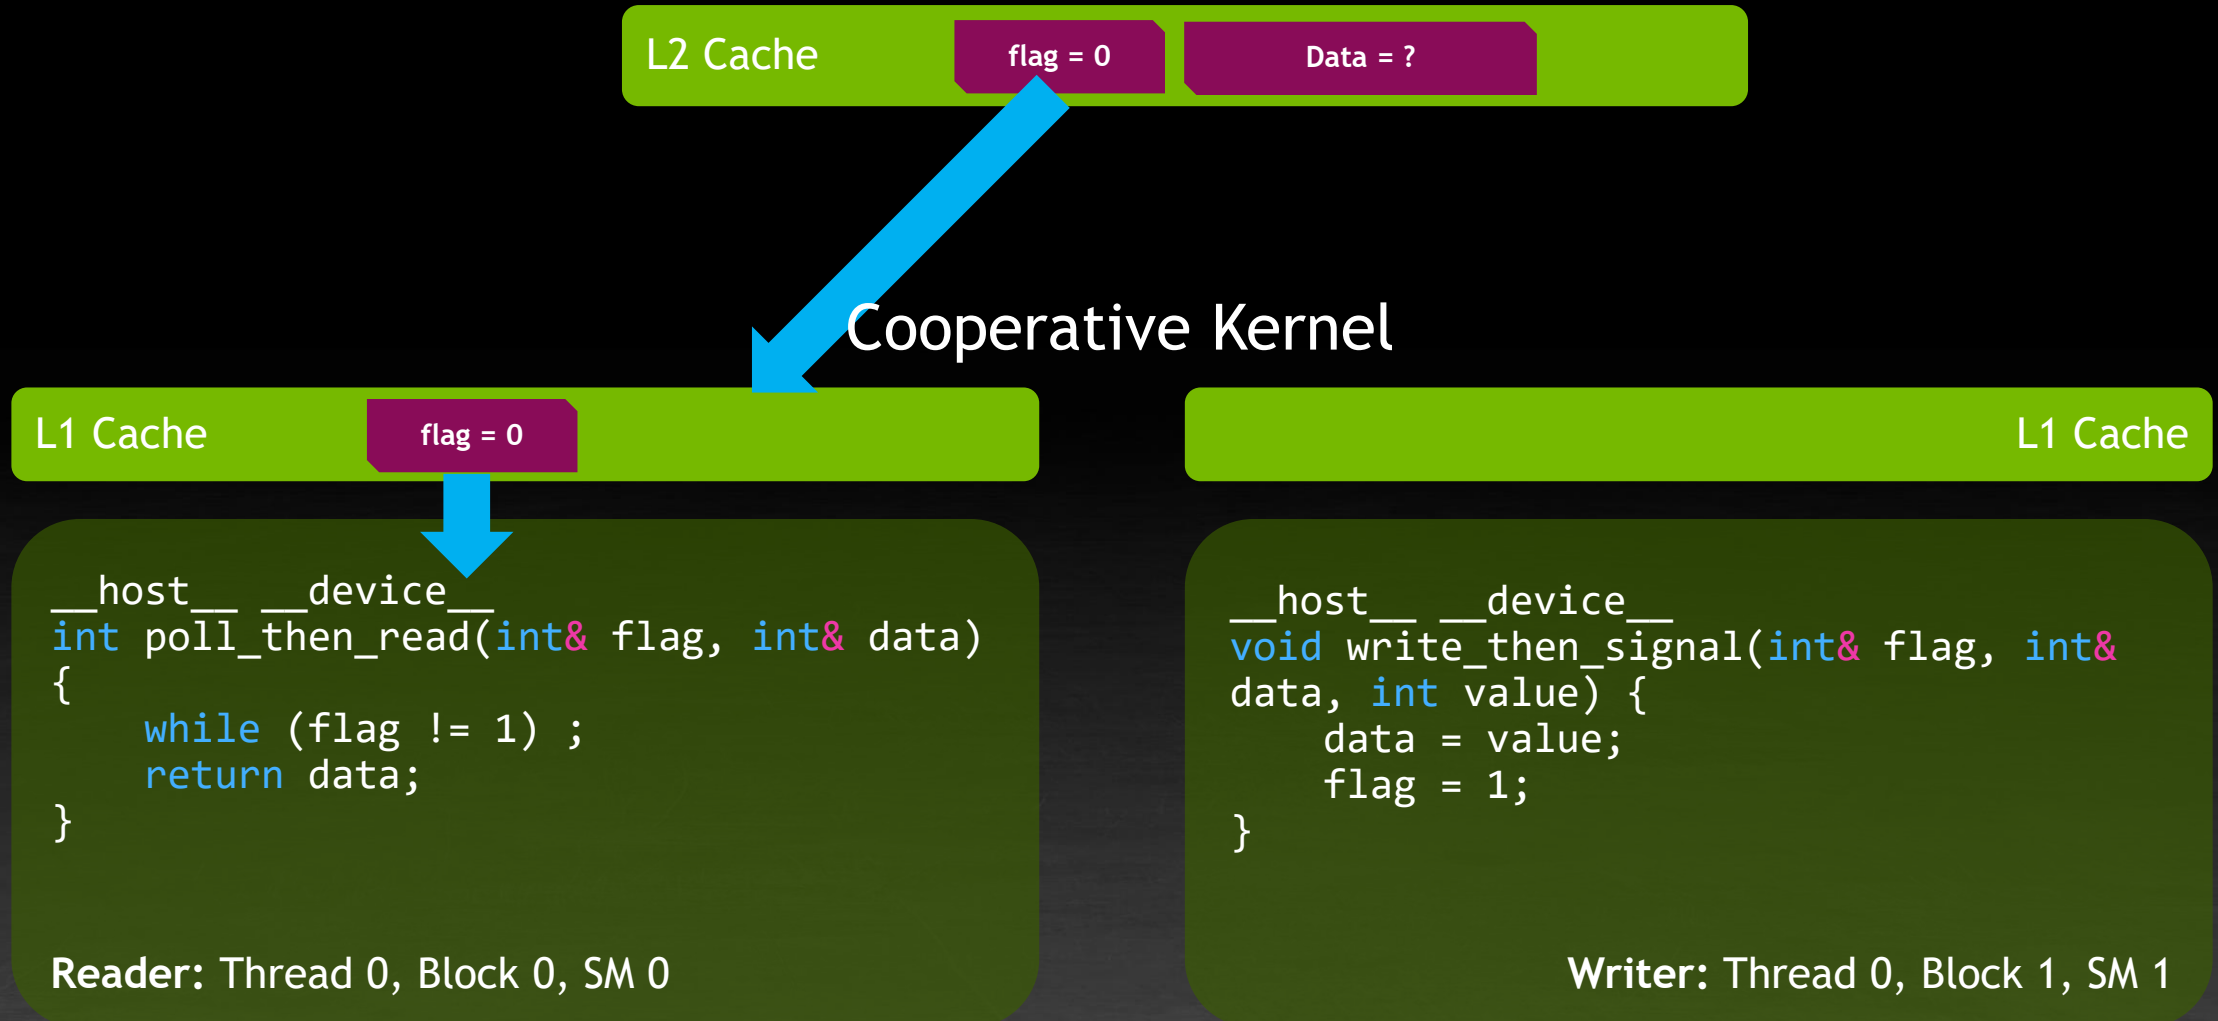 L2 Cache
flag = 0
Data = ?
Cooperative Kernel
L1 Cache
flag = 0
L1 Cache
__host__ __device__
int poll_then_read(int& flag, int& data)
{
    while (flag != 1) ;
    return data;
}
Reader: Thread 0, Block 0, SM 0
__host__ __device__
void write_then_signal(int& flag, int&
data, int value) {
    data = value;
    flag = 1;
}
Writer: Thread 0, Block 1, SM 1